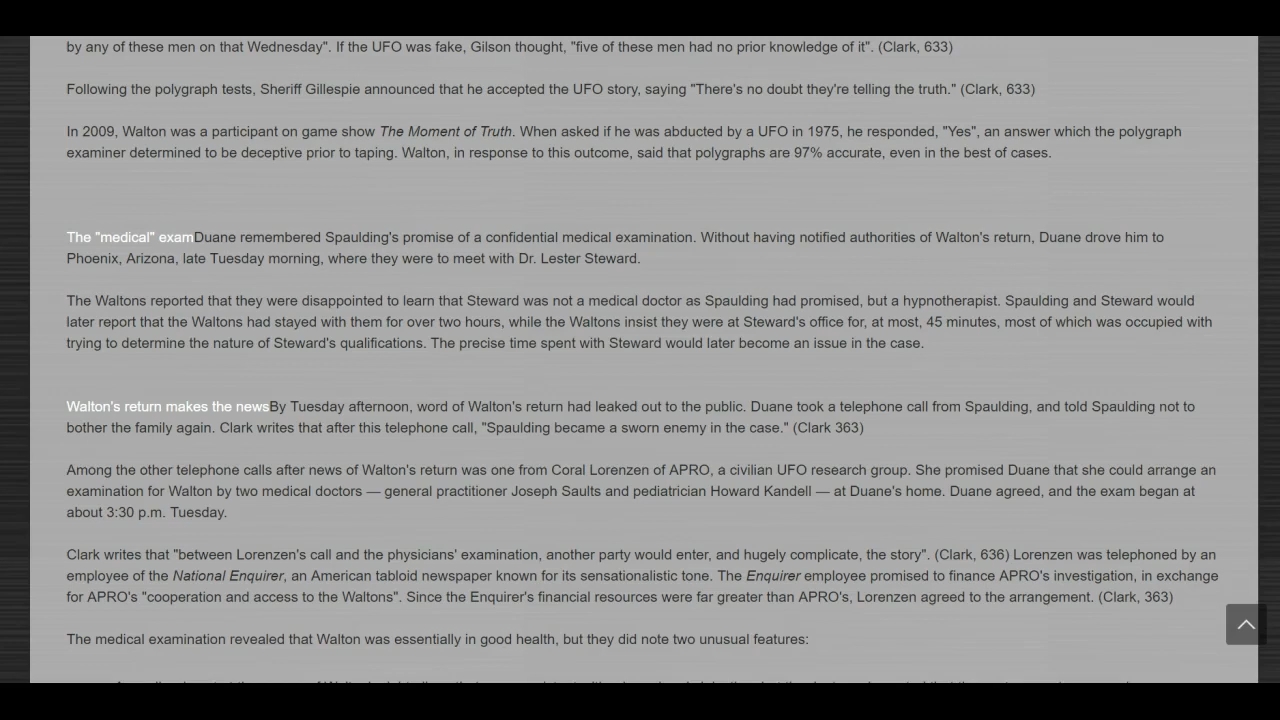 by any of these men on that Wednesday". If the UFO was fake, Gilson thought, "five of these men had no prior knowledge of it". (Clark, 633)
Following the polygraph tests, Sheriff Gillespie announced that he accepted the UFO story, saying "There's no doubt they're telling the truth." (Clark, 633)
In 2009, Walton was a participant on game show The Moment of Truth. When asked if he was abducted by a UFO in 1975, he responded, "Yes", an answer which the polygraph
examiner determined to be deceptive prior to taping. Walton, in response to this outcome, said that polygraphs are 97% accurate, even in the best of cases.
The "medical" examDuane remembered Spaulding's promise of a confidential medical examination. Without having notified authorities of Walton's return, Duane drove him to
Phoenix, Arizona, late Tuesday morning, where they were to meet with Dr. Lester Steward.
The Waltons reported that they were disappointed to learn that Steward was not a medical doctor as Spaulding had promised, but a hypnotherapist. Spaulding and Steward would
later report that the Waltons had stayed with them for over two hours, while the Waltons insist they were at Steward's office for, at most, 45 minutes, most of which was occupied with
trying to determine the nature of Steward's qualifications. The precise time spent with Steward would later become an issue in the case.
Walton's return makes the newsBy Tuesday afternoon, word of Walton's return had leaked out to the public. Duane took a telephone call from Spaulding, and told Spaulding not to
bother the family again. Clark writes that after this telephone call, "Spaulding became a sworn enemy in the case." (Clark 363)
Among the other telephone calls after news of Walton's return was one from Coral Lorenzen of APRO, a civilian UFO research group. She promised Duane that she could arrange an
examination for Walton by two medical doctors — general practitioner Joseph Saults and pediatrician Howard Kandell — at Duane's home. Duane agreed, and the exam began at
about 3:30 p.m. Tuesday.
Clark writes that "between Lorenzen's call and the physicians' examination, another party would enter, and hugely complicate, the story". (Clark, 636) Lorenzen was telephoned by an
employee of the National Enquirer, an American tabloid newspaper known for its sensationalistic tone. The Enquirer employee promised to finance APRO's investigation, in exchange
for APRO's "cooperation and access to the Waltons". Since the Enquirer's financial resources were far greater than APRO's, Lorenzen agreed to the arrangement. (Clark, 363)
The medical examination revealed that Walton was essentially in good health, but they did note two unusual features: